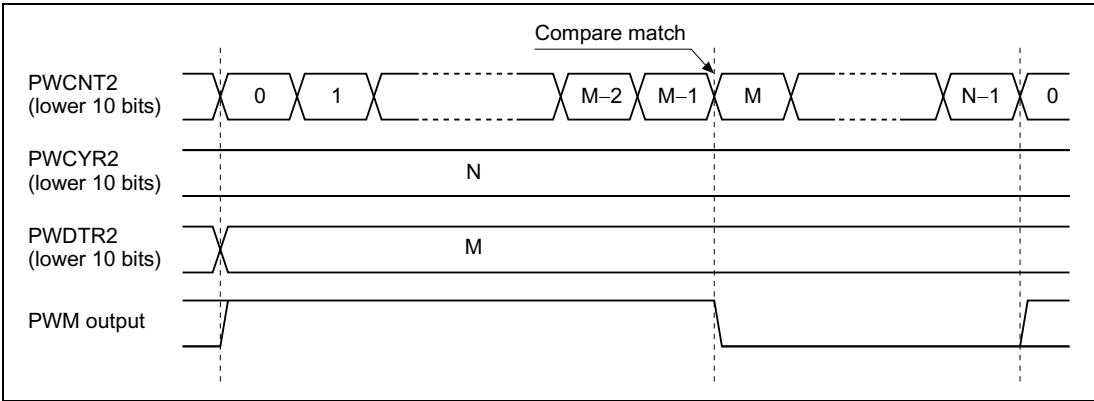 Compare match
PWCNT2
(lower 10 bits)
0 1 M–2 M–1 M N–1 0
PWCYR2
(lower 10 bits)
N
PWDTR2
(lower 10 bits)
M
PWM output